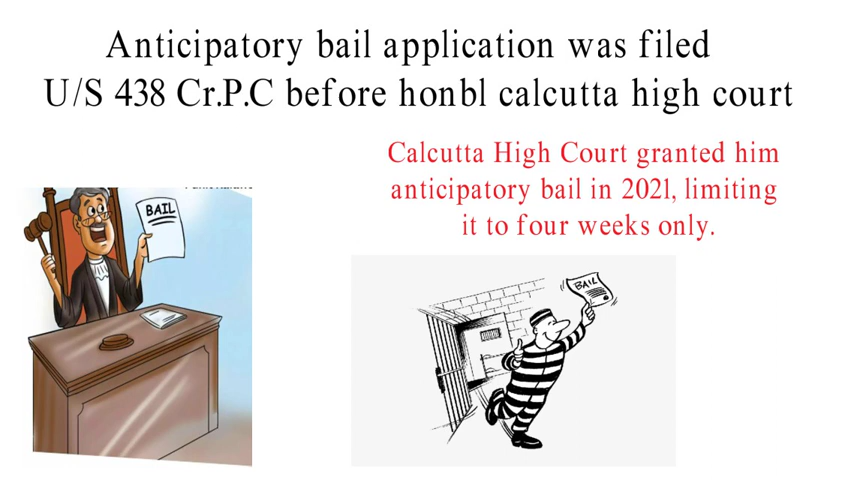 Anticipatory bail application was filed
U/S 438 Cr.P.C before honbl calcutta high court
Calcutta High Court granted him
anticipatory bail in 2021, limiting
it to four weeks only.
BAIL
BAIL